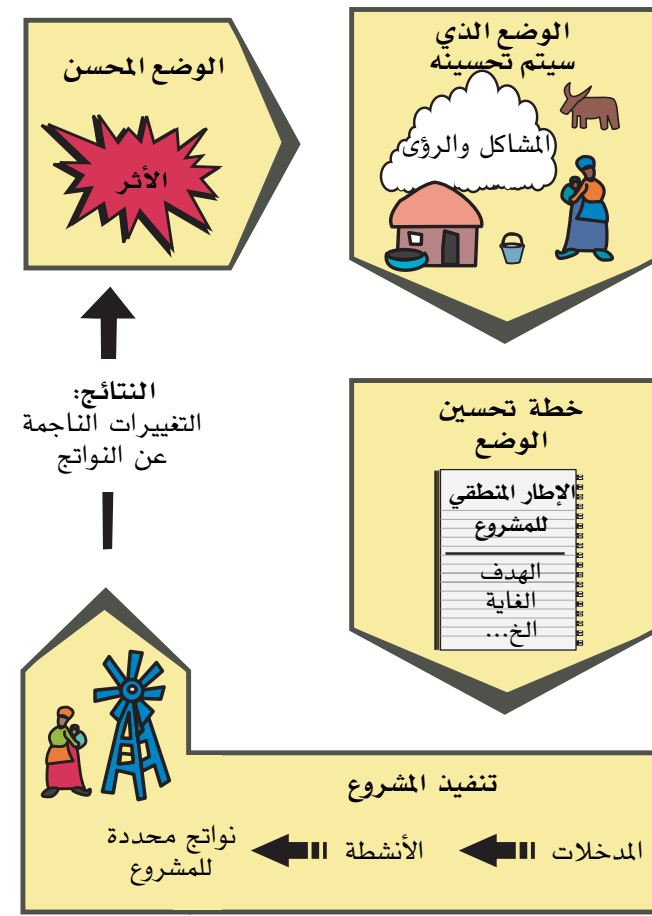 الوضع الذي
سيتم تحسينه
المشاكل والرؤى
خطة تحسين
الوضع
الإطار المنطقي
للمشروع
الهدف
الغاية
الخ...
تنفيذ المشروع
المدخلات
الأنشطة
نواتج محددة
للمشروع
النتائج:
التغييرات الناجمة
عن النواتج
الوضع المحسن
الأثر